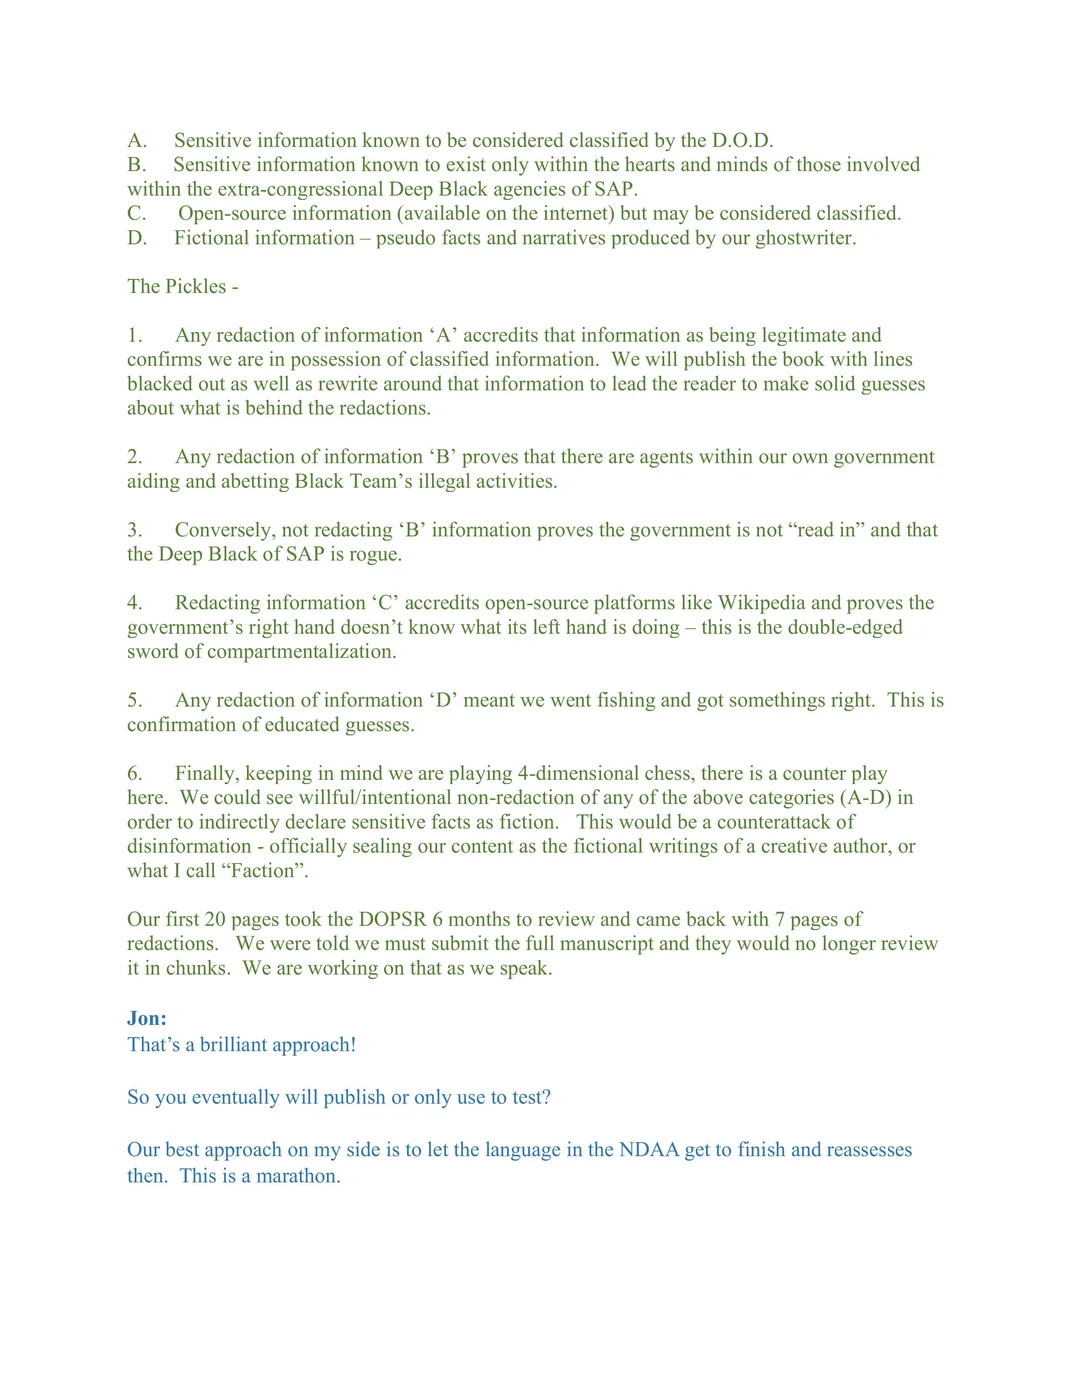 A. Sensitive information known to be considered classified by the D.O.D.
B. Sensitive information known to exist only within the hearts and minds of those involved
within the extra-congressional Deep Black agencies of SAP.
C. Open-source information (available on the internet) but may be considered classified.
D. Fictional information – pseudo facts and narratives produced by our ghostwriter.
The Pickles -
1. Any redaction of information ‘A’ accredits that information as being legitimate and
confirms we are in possession of classified information. We will publish the book with lines
blacked out as well as rewrite around that information to lead the reader to make solid guesses
about what is behind the redactions.
2. Any redaction of information ‘B’ proves that there are agents within our own government
aiding and abetting Black Team’s illegal activities.
3. Conversely, not redacting ‘B’ information proves the government is not “read in” and that
the Deep Black of SAP is rogue.
4. Redacting information ‘C’ accredits open-source platforms like Wikipedia and proves the
government’s right hand doesn’t know what its left hand is doing – this is the double-edged
sword of compartmentalization.
5. Any redaction of information ‘D’ meant we went fishing and got somethings right. This is
confirmation of educated guesses.
6. Finally, keeping in mind we are playing 4-dimensional chess, there is a counter play
here. We could see willful/intentional non-redaction of any of the above categories (A-D) in
order to indirectly declare sensitive facts as fiction. This would be a counterattack of
disinformation - officially sealing our content as the fictional writings of a creative author, or
what I call “Faction”.
Our first 20 pages took the DOPSR 6 months to review and came back with 7 pages of
redactions. We were told we must submit the full manuscript and they would no longer review
it in chunks. We are working on that as we speak.
Jon:
That’s a brilliant approach!
So you eventually will publish or only use to test?
Our best approach on my side is to let the language in the NDAA get to finish and reassesses
then. This is a marathon.